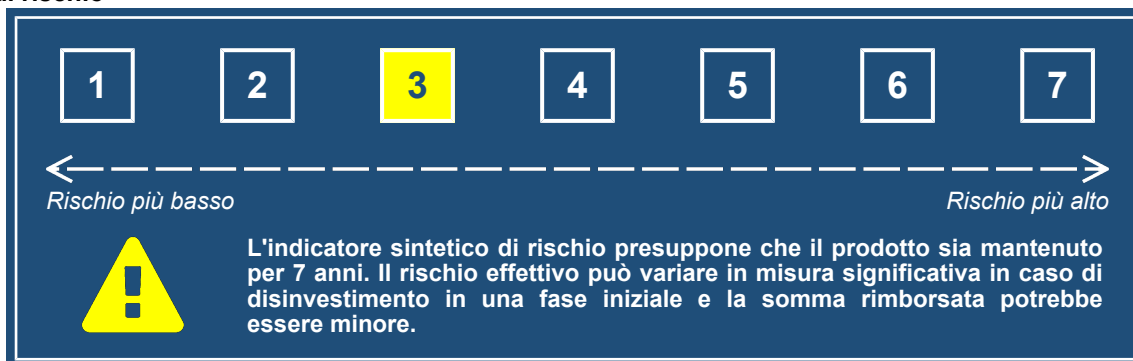 di rischio
1 2 3 4 5 6 7
Rischio più basso Rischio più alto
L'indicatore sintetico di rischio presuppone che il prodotto sia mantenuto
per 7 anni. Il rischio effettivo può variare in misura significativa in caso di
disinvestimento in una fase iniziale e la somma rimborsata potrebbe
essere minore.